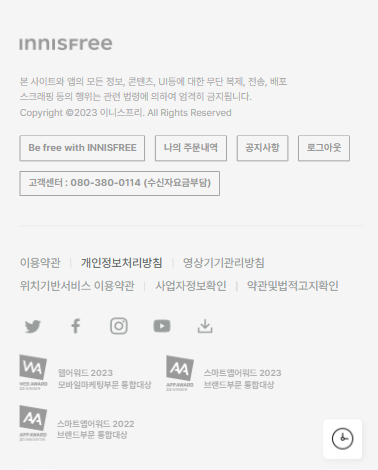 innisfree
본 사이트와 앱의 모든 정보, 콘텐츠, UI등에 대한 무단 복제, 전송, 배포
스크래핑 등의 행위는 관련 법령에 의하여 엄격히 금지됩니다.
Copyright ©2023 이니스프리. All Rights Reserved
Be free with INNISFREE 나의 주문내역 공지사항 로그아웃
고객센터 : 080-380-0114 (수신자요금부담)
이용약관 개인정보처리방침 영상기기관리방침
위치기반서비스 이용약관 사업자정보확인 약관및법적고지확인
WA
WEB AWARD
웹어워드 2023
모바일마케팅부문 통합대상
AA
APP AWARD
스마트앱어워드 2023
브랜드부문 통합대상
AA
APP AWARD
스마트앱어워드 2022
브랜드부문 통합대상